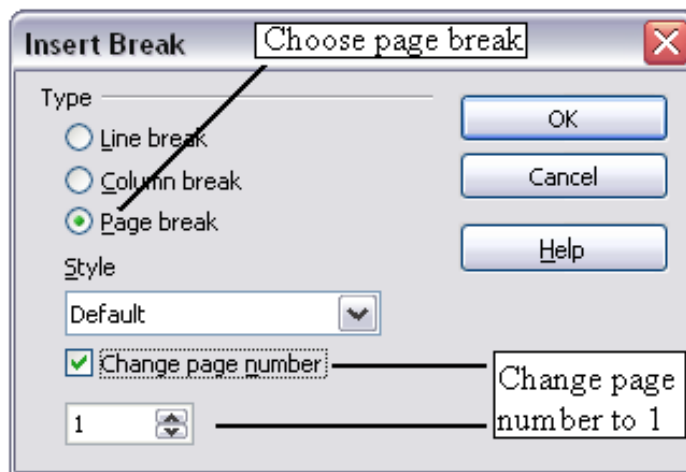 Insert Break
Choose page break
Type
Line break
OK
Column break
Cancel
Page break
Help
Style
Default
Change page number
Change page
number to 1
1